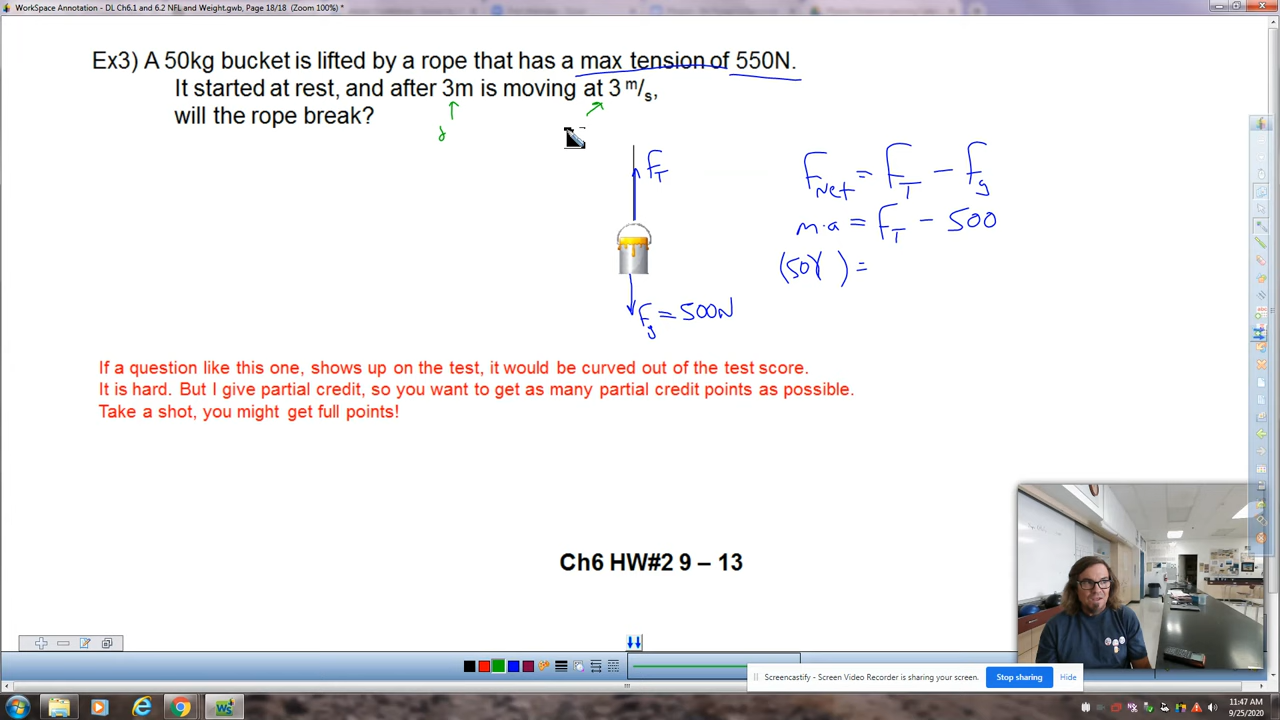 WorkSpace Annotation - DL Ch6.1 and 6.2 NFL and Weight.gwb, Page 18/18 (Zoom 100%) *
Ex3) A 50kg bucket is lifted by a rope that has a max tension of 550N.
It started at rest, and after 3m is moving at 3 m/s,
will the rope break?
d
F_T
F_Net = F_T - F_g
m·a = F_T - 500
(50)( ) =
F_g = 500N
If a question like this one, shows up on the test, it would be curved out of the test score.
It is hard. But I give partial credit, so you want to get as many partial credit points as possible.
Take a shot, you might get full points!
Ch6 HW#2 9 – 13
Screencastify - Screen Video Recorder is sharing your screen.
Stop sharing
Hide
11:47 AM
9/25/2020